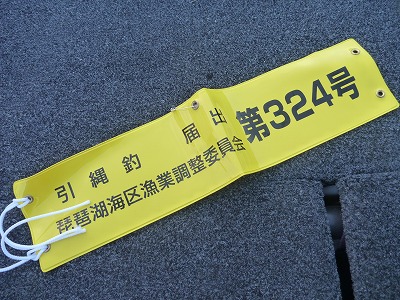 引縄釣 届出
琵琶湖海区漁業調整委員会
第324号